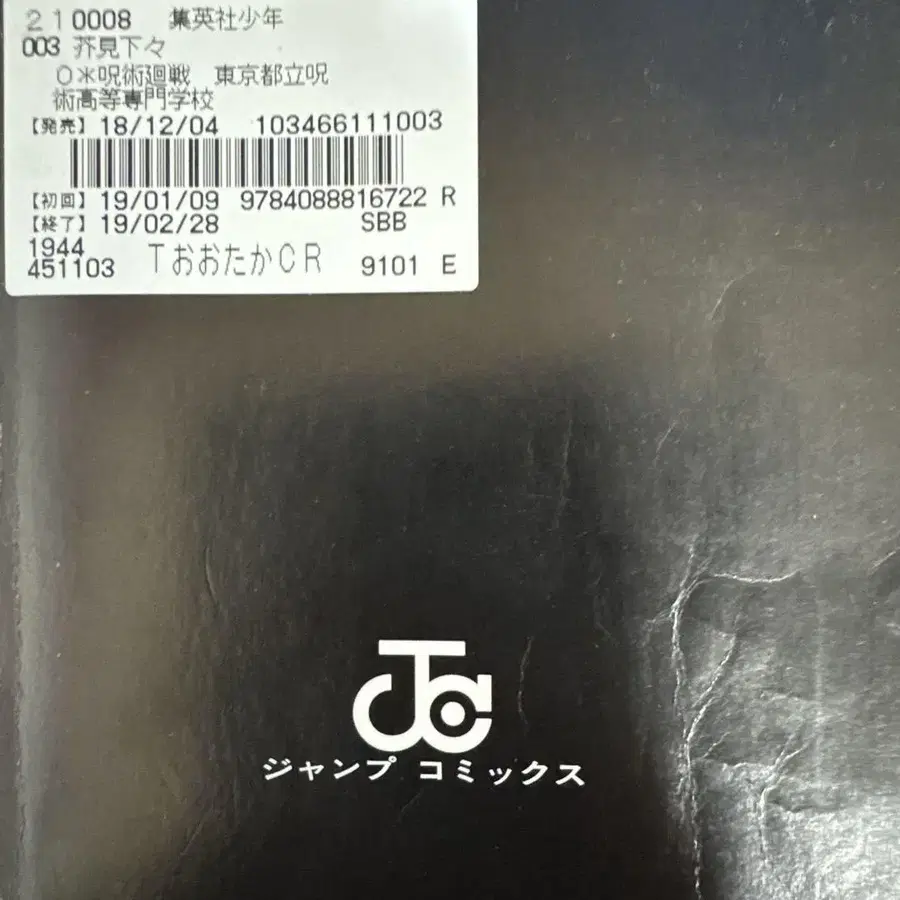 210008 集英社少年
003 芥見下々
0*呪術廻戦 東京都立呪
術高等専門学校
【発売】 18/12/04 103466111003
【初回】 19/01/09 9784088816722 R
【終了】 19/02/28 SBB
1944
451103 TおおたかCR 9101 E
JC
ジャンプ コミックス